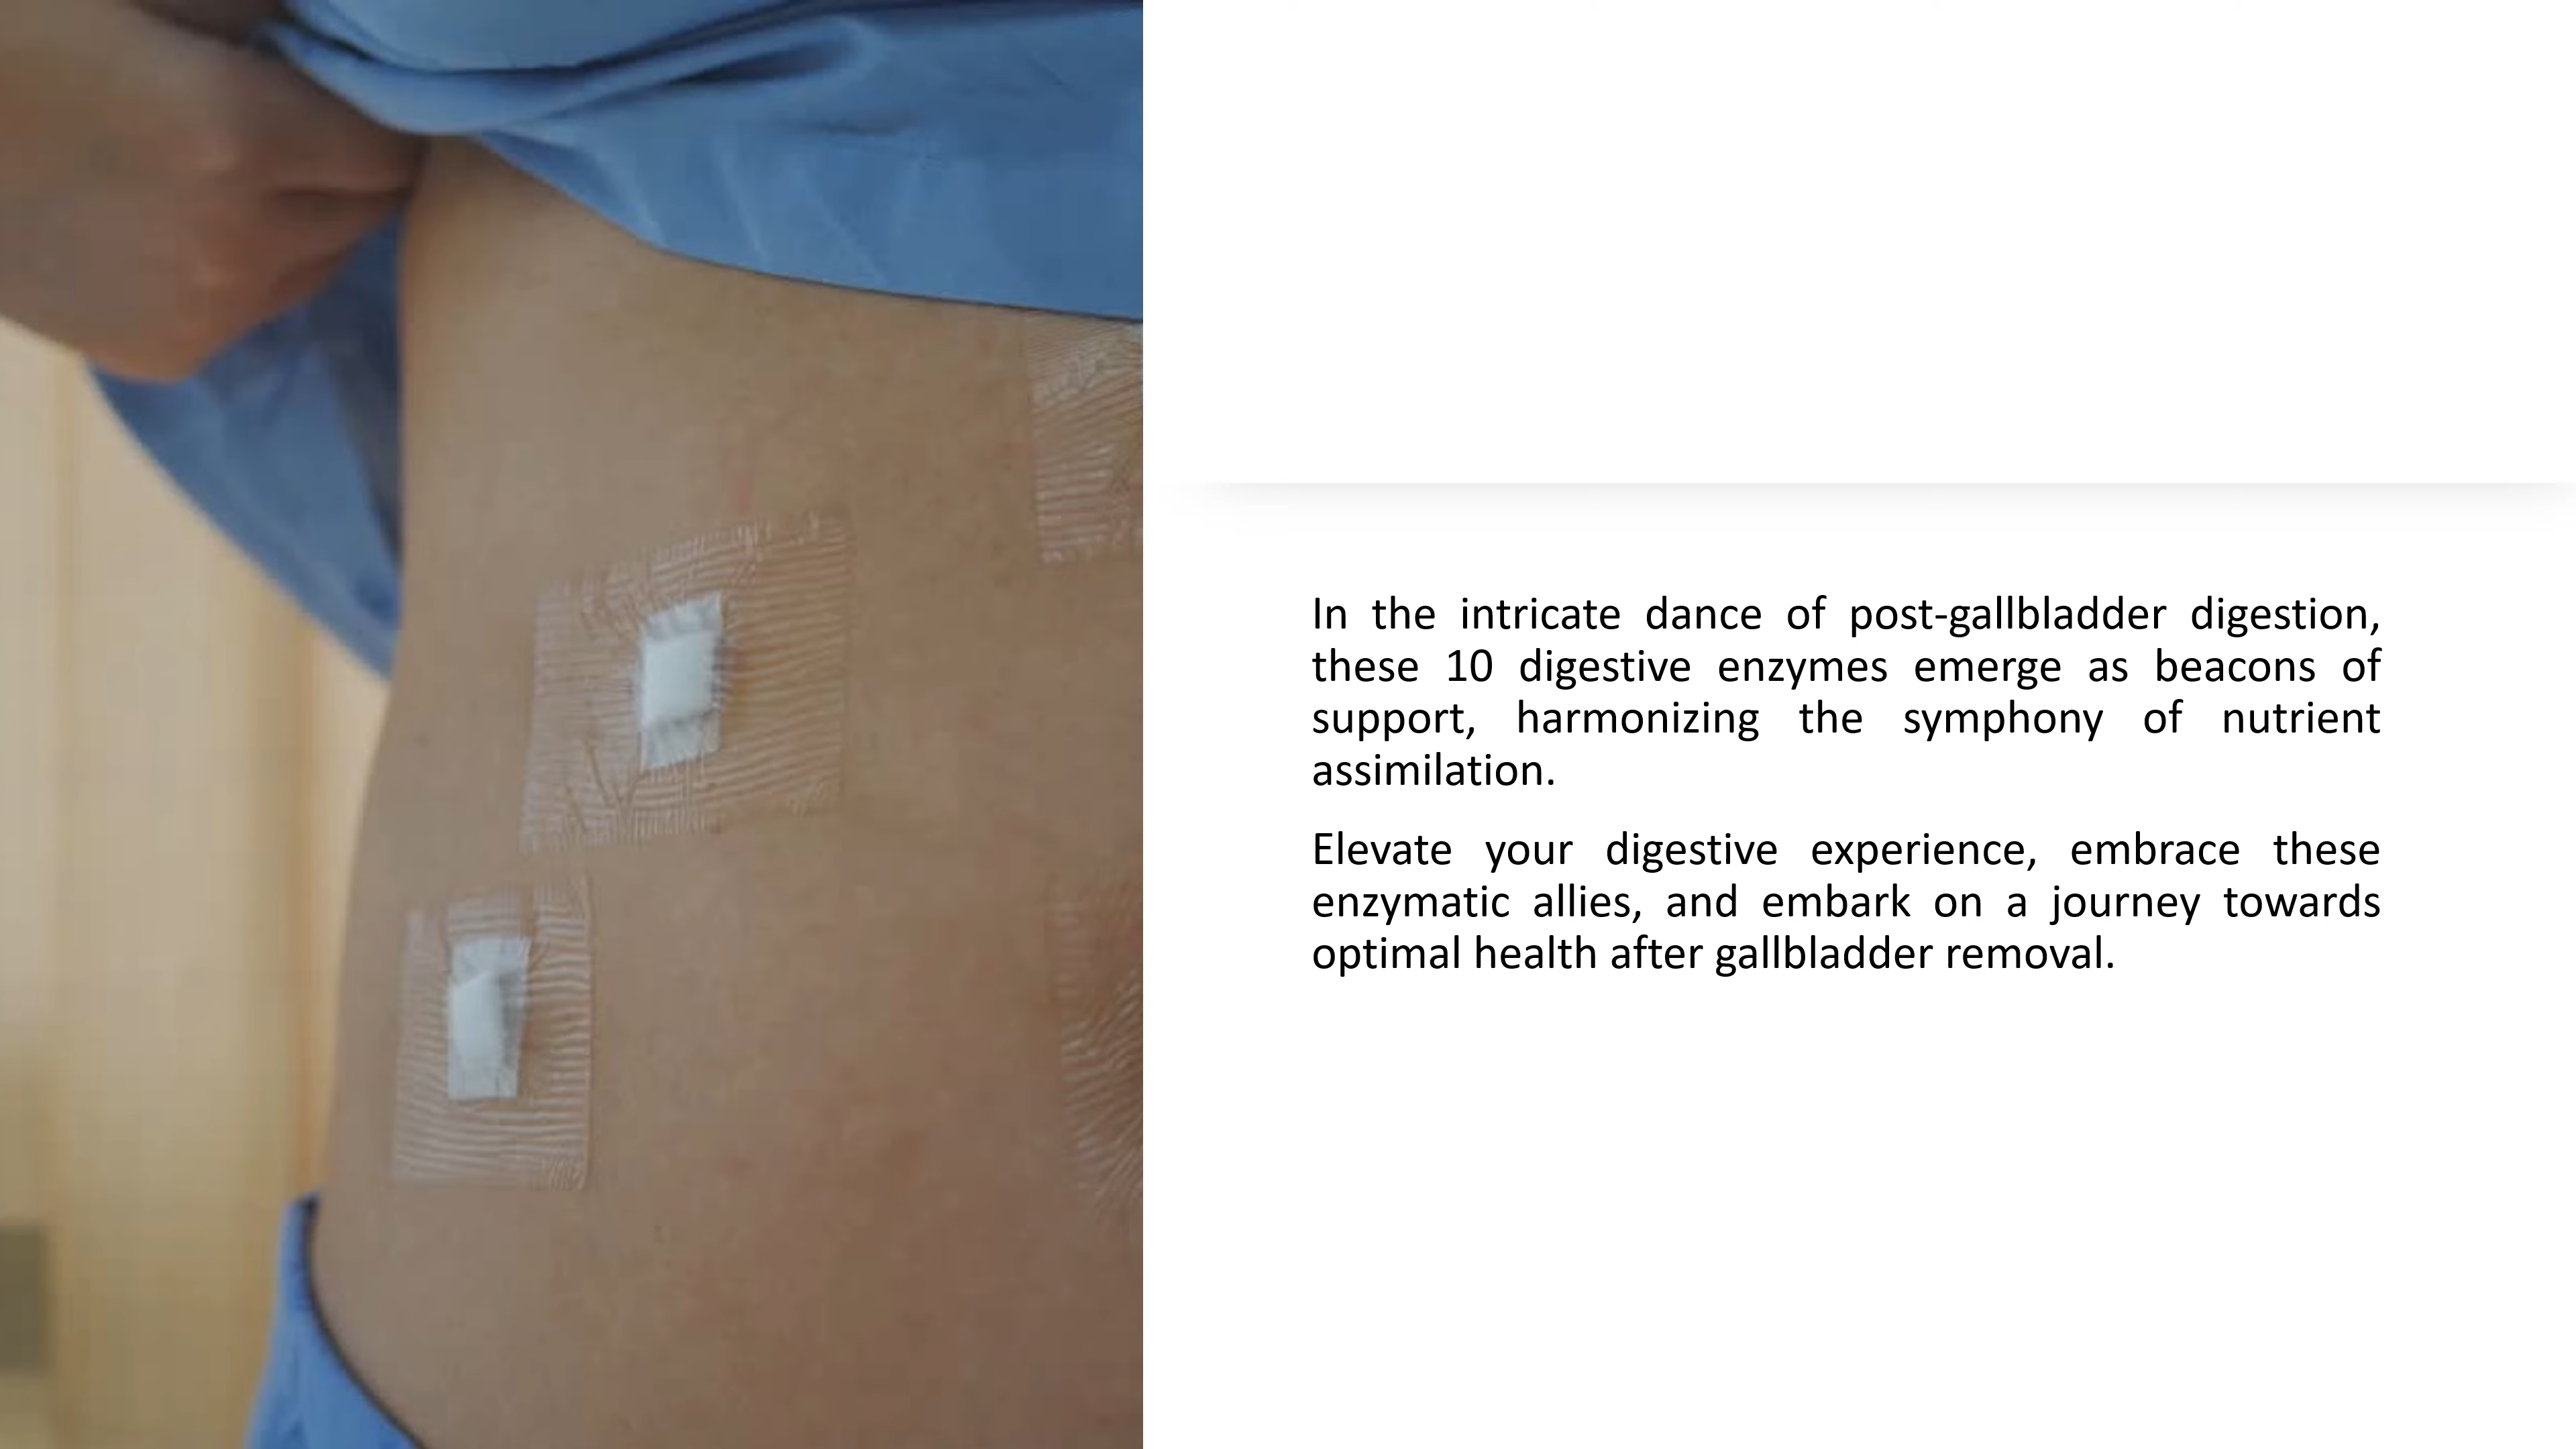 In the intricate dance of post-gallbladder digestion,
these 10 digestive enzymes emerge as beacons of
support, harmonizing the symphony of nutrient
assimilation.
Elevate your digestive experience, embrace these
enzymatic allies, and embark on a journey towards
optimal health after gallbladder removal.